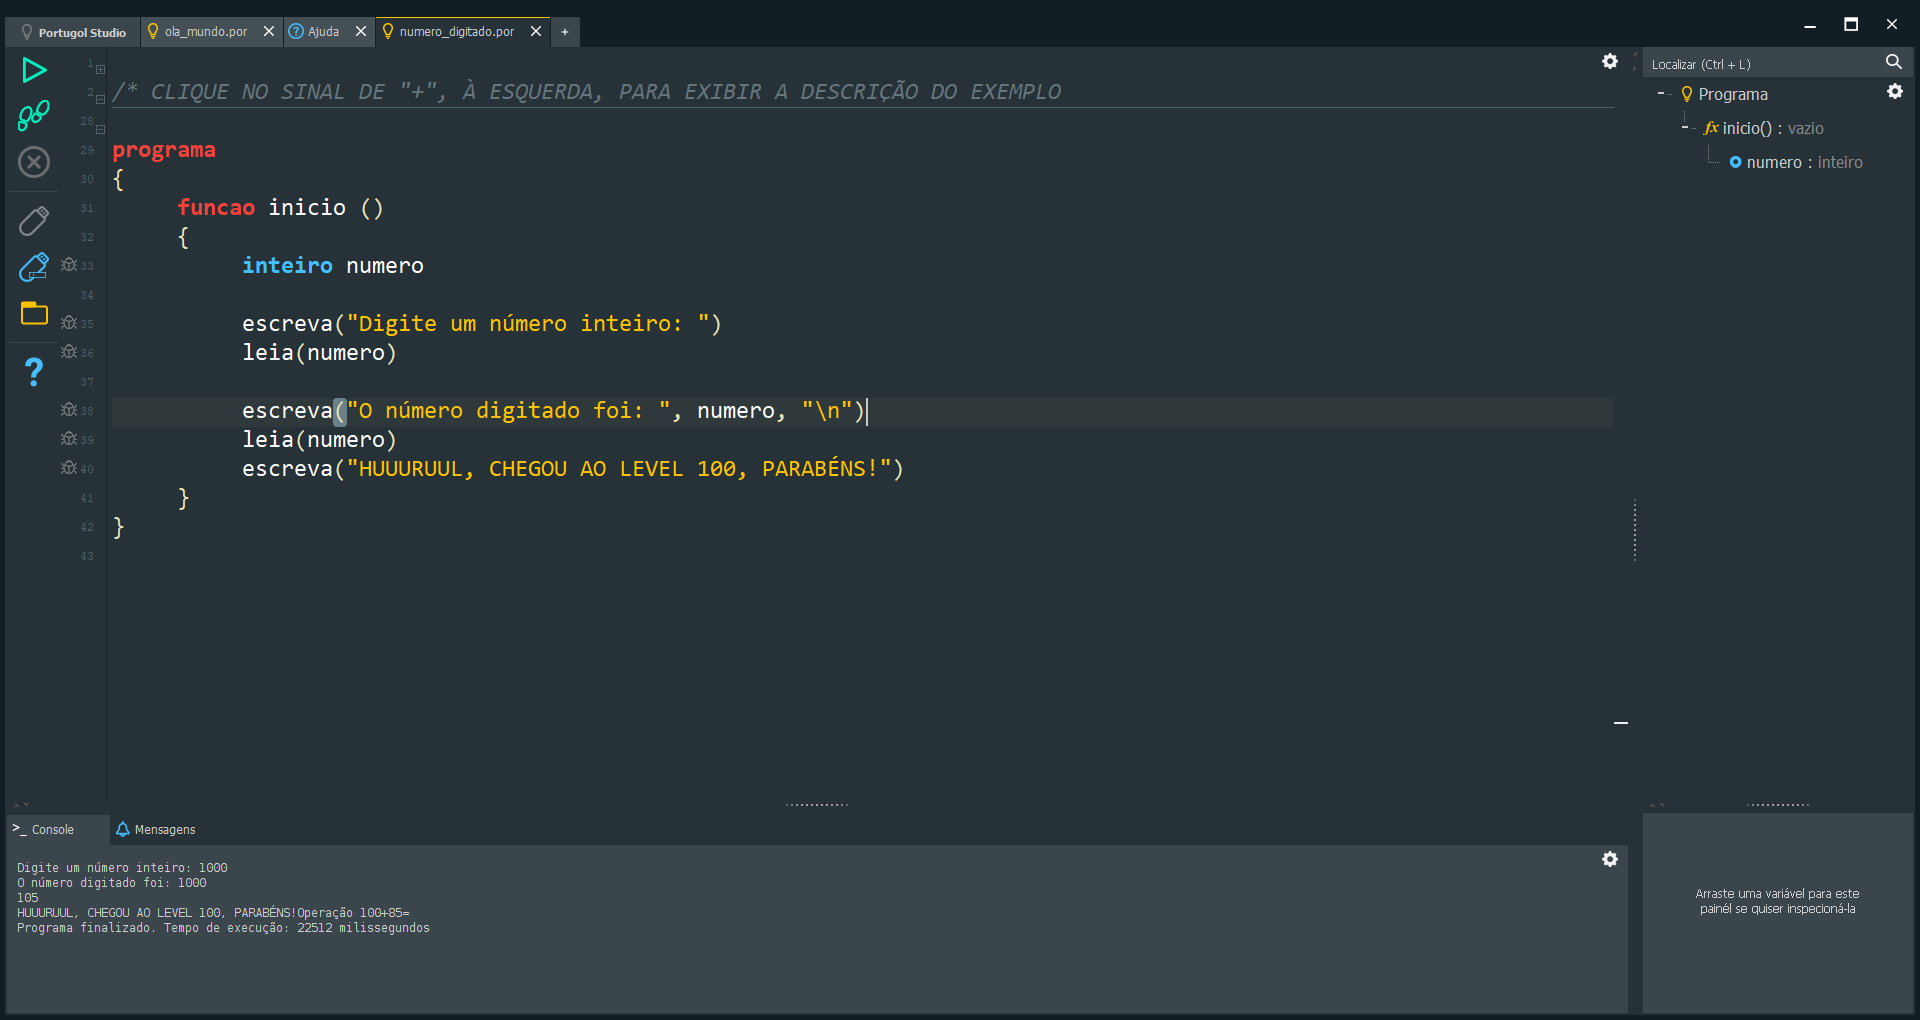 Portugol Studio
ola_mundo.por
Ajuda
numero_digitado.por
+
1
2 /* CLIQUE NO SINAL DE "+", À ESQUERDA, PARA EXIBIR A DESCRIÇÃO DO EXEMPLO
28
29 programa
30 {
31 funcao inicio ()
32 {
33 inteiro numero
34
35 escreva("Digite um número inteiro: ")
36 leia(numero)
37
38 escreva("O número digitado foi: ", numero, "\n")
39 leia(numero)
40 escreva("HUUURUUL, CHEGOU AO LEVEL 100, PARABÉNS!")
41 }
42 }
43
Localizar (Ctrl + L)
Programa
fx inicio() : vazio
numero : inteiro
>_ Console
Mensagens
Digite um número inteiro: 1000
O número digitado foi: 1000
105
HUUURUUL, CHEGOU AO LEVEL 100, PARABÉNS!Operação 100+85=
Programa finalizado. Tempo de execução: 22512 milissegundos
Arraste uma variável para este
painél se quiser inspecioná-la